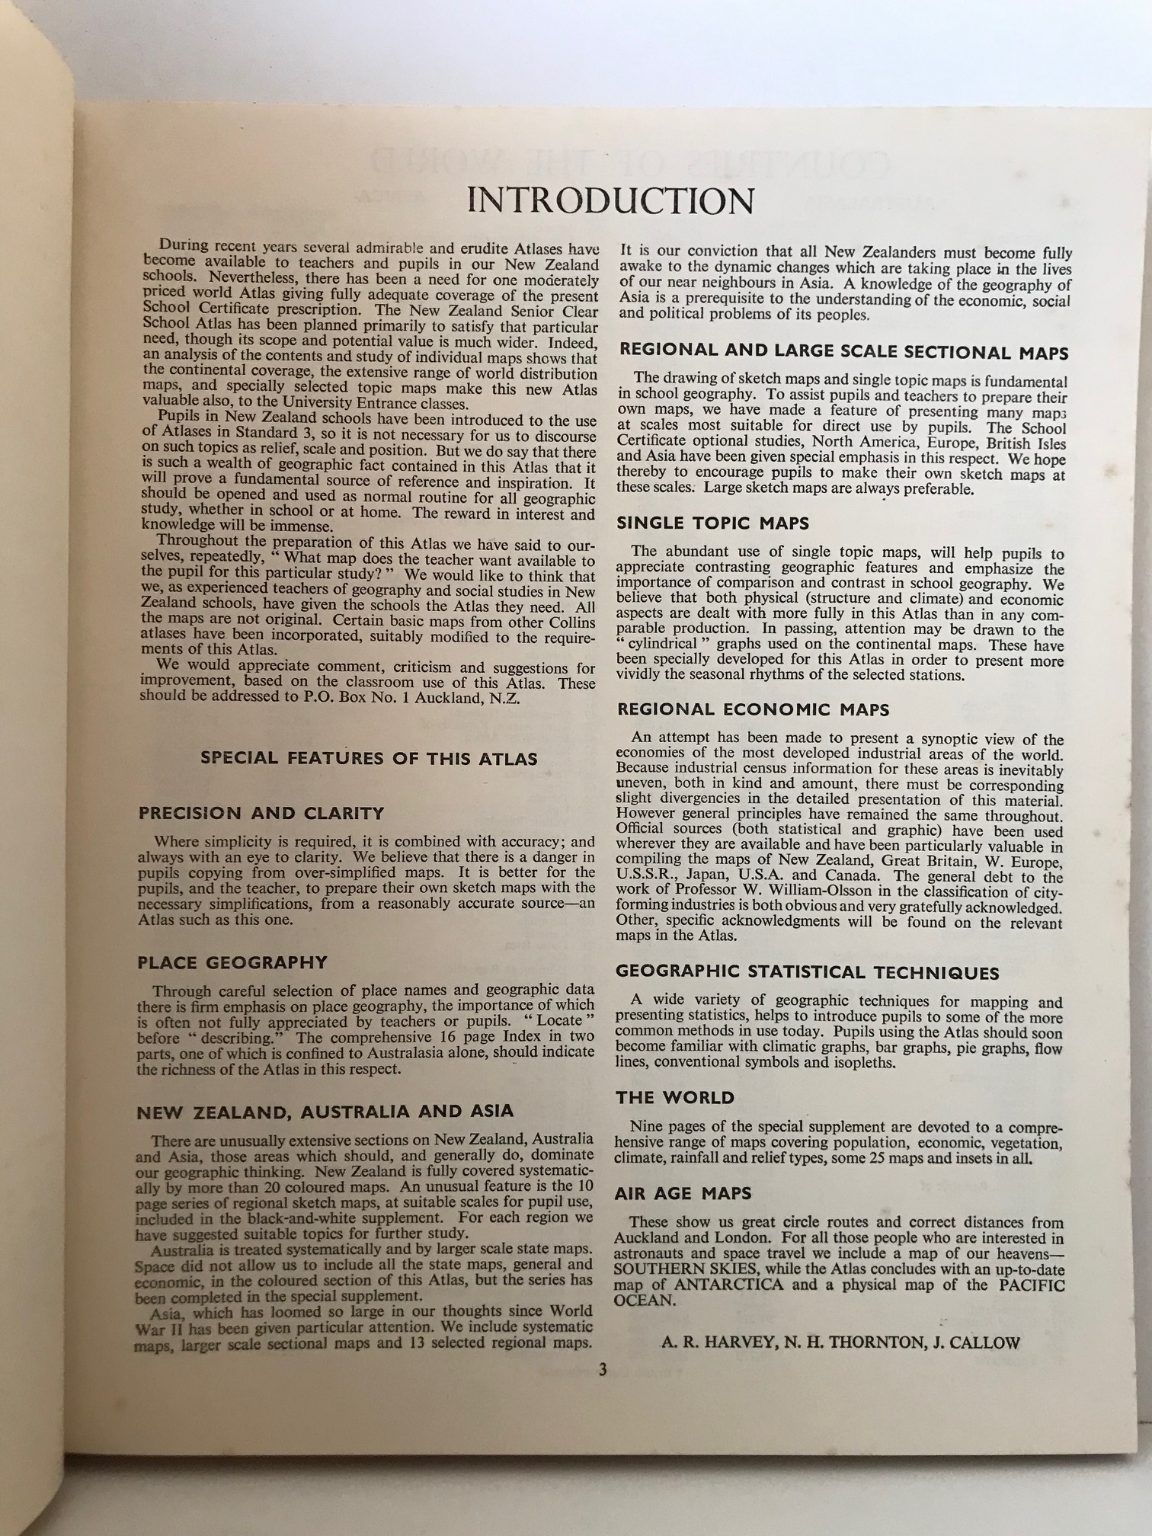 INTRODUCTION
During recent years several admirable and erudite Atlases have
become available to teachers and pupils in our New Zealand
schools. Nevertheless, there has been a need for one moderately
priced world Atlas giving fully adequate coverage of the present
School Certificate prescription. The New Zealand Senior Clear
School Atlas has been planned primarily to satisfy that particular
need, though its scope and potential value is much wider. Indeed,
an analysis of the contents and study of individual maps shows that
the continental coverage, the extensive range of world distribution
maps, and specially selected topic maps make this new Atlas
valuable also, to the University Entrance classes.
Pupils in New Zealand schools have been introduced to the use
of Atlases in Standard 3, so it is not necessary for us to discourse
on such topics as relief, scale and position. But we do say that there
is such a wealth of geographic fact contained in this Atlas that it
will prove a fundamental source of reference and inspiration. It
should be opened and used as normal routine for all geographic
study, whether in school or at home. The reward in interest and
knowledge will be immense.
Throughout the preparation of this Atlas we have said to our-
selves, repeatedly, “ What map does the teacher want available to
the pupil for this particular study? ” We would like to think that
we, as experienced teachers of geography and social studies in New
Zealand schools, have given the schools the Atlas they need. All
the maps are not original. Certain basic maps from other Collins
atlases have been incorporated, suitably modified to the require-
ments of this Atlas.
We would appreciate comment, criticism and suggestions for
improvement, based on the classroom use of this Atlas. These
should be addressed to P.O. Box No. 1 Auckland, N.Z.
SPECIAL FEATURES OF THIS ATLAS
PRECISION AND CLARITY
Where simplicity is required, it is combined with accuracy; and
always with an eye to clarity. We believe that there is a danger in
pupils copying from over-simplified maps. It is better for the
pupils, and the teacher, to prepare their own sketch maps with the
necessary simplifications, from a reasonably accurate source—an
Atlas such as this one.
PLACE GEOGRAPHY
Through careful selection of place names and geographic data
there is firm emphasis on place geography, the importance of which
is often not fully appreciated by teachers or pupils. “ Locate ”
before “ describing.” The comprehensive 16 page Index in two
parts, one of which is confined to Australasia alone, should indicate
the richness of the Atlas in this respect.
NEW ZEALAND, AUSTRALIA AND ASIA
There are unusually extensive sections on New Zealand, Australia
and Asia, those areas which should, and generally do, dominate
our geographic thinking. New Zealand is fully covered systematic-
ally by more than 20 coloured maps. An unusual feature is the 10
page series of regional sketch maps, at suitable scales for pupil use,
included in the black-and-white supplement. For each region we
have suggested suitable topics for further study.
Australia is treated systematically and by larger scale state maps.
Space did not allow us to include all the state maps, general and
economic, in the coloured section of this Atlas, but the series has
been completed in the special supplement.
Asia, which has loomed so large in our thoughts since World
War II has been given particular attention. We include systematic
maps, larger scale sectional maps and 13 selected regional maps.
It is our conviction that all New Zealanders must become fully
awake to the dynamic changes which are taking place in the lives
of our near neighbours in Asia. A knowledge of the geography of
Asia is a prerequisite to the understanding of the economic, social
and political problems of its peoples.
REGIONAL AND LARGE SCALE SECTIONAL MAPS
The drawing of sketch maps and single topic maps is fundamental
in school geography. To assist pupils and teachers to prepare their
own maps, we have made a feature of presenting many maps
at scales most suitable for direct use by pupils. The School
Certificate optional studies, North America, Europe, British Isles
and Asia have been given special emphasis in this respect. We hope
thereby to encourage pupils to make their own sketch maps at
these scales. Large sketch maps are always preferable.
SINGLE TOPIC MAPS
The abundant use of single topic maps, will help pupils to
appreciate contrasting geographic features and emphasize the
importance of comparison and contrast in school geography. We
believe that both physical (structure and climate) and economic
aspects are dealt with more fully in this Atlas than in any com-
parable production. In passing, attention may be drawn to the
“ cylindrical ” graphs used on the continental maps. These have
been specially developed for this Atlas in order to present more
vividly the seasonal rhythms of the selected stations.
REGIONAL ECONOMIC MAPS
An attempt has been made to present a synoptic view of the
economies of the most developed industrial areas of the world.
Because industrial census information for these areas is inevitably
uneven, both in kind and amount, there must be corresponding
slight divergencies in the detailed presentation of this material.
However general principles have remained the same throughout.
Official sources (both statistical and graphic) have been used
wherever they are available and have been particularly valuable in
compiling the maps of New Zealand, Great Britain, W. Europe,
U.S.S.R., Japan, U.S.A. and Canada. The general debt to the
work of Professor W. William-Olsson in the classification of city-
forming industries is both obvious and very gratefully acknowledged.
Other, specific acknowledgments will be found on the relevant
maps in the Atlas.
GEOGRAPHIC STATISTICAL TECHNIQUES
A wide variety of geographic techniques for mapping and
presenting statistics, helps to introduce pupils to some of the more
common methods in use today. Pupils using the Atlas should soon
become familiar with climatic graphs, bar graphs, pie graphs, flow
lines, conventional symbols and isopleths.
THE WORLD
Nine pages of the special supplement are devoted to a compre-
hensive range of maps covering population, economic, vegetation,
climate, rainfall and relief types, some 25 maps and insets in all.
AIR AGE MAPS
These show us great circle routes and correct distances from
Auckland and London. For all those people who are interested in
astronauts and space travel we include a map of our heavens—
SOUTHERN SKIES, while the Atlas concludes with an up-to-date
map of ANTARCTICA and a physical map of the PACIFIC
OCEAN.
A. R. HARVEY, N. H. THORNTON, J. CALLOW
3